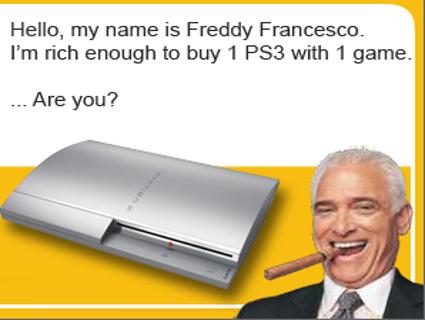 Hello, my name is Freddy Francesco.
I'm rich enough to buy 1 PS3 with 1 game.
... Are you?